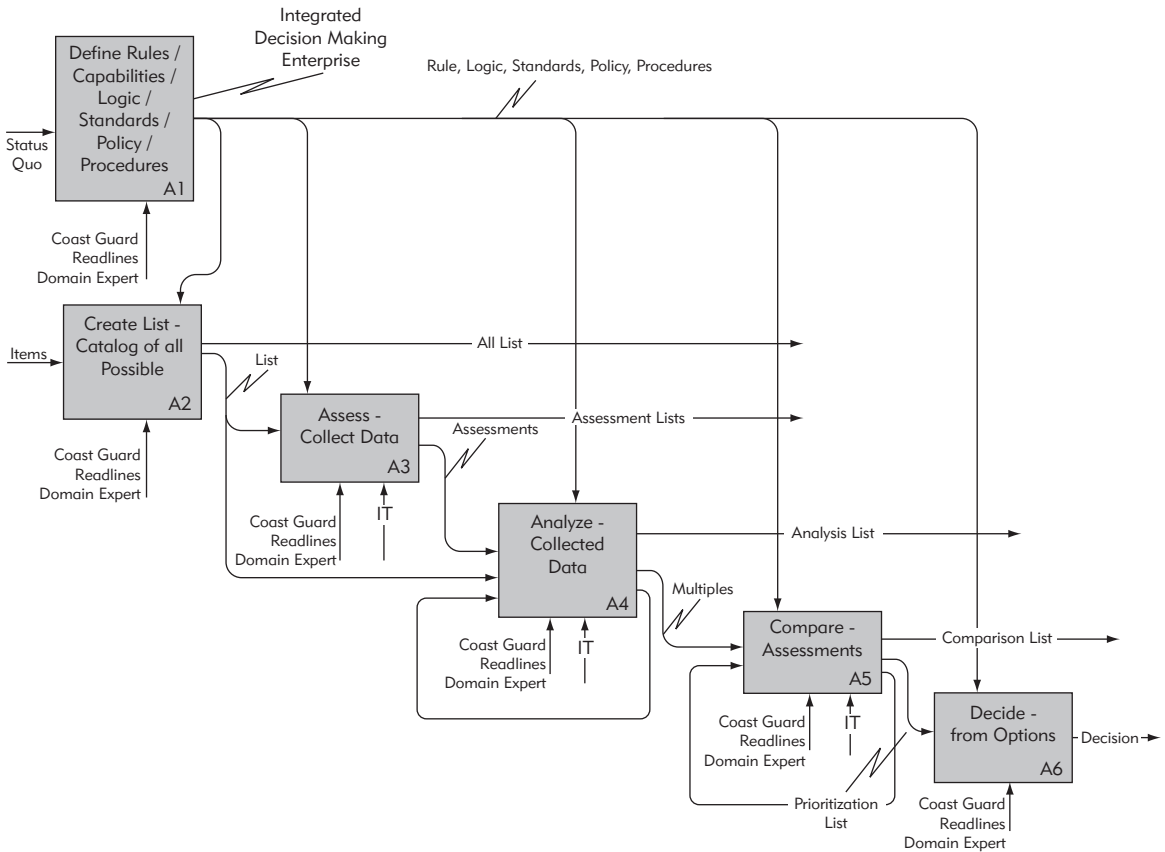 Integrated
Decision Making
Enterprise
Define Rules /
Capabilities /
Logic /
Standards /
Policy /
Procedures
A1
Rule, Logic, Standards, Policy, Procedures
Status
Quo
Coast Guard
Readlines
Domain Expert
Create List -
Catalog of all
Possible
A2
Items
All List
List
Coast Guard
Readlines
Domain Expert
Assess -
Collect Data
A3
Assessment Lists
Assessments
Coast Guard
Readlines
Domain Expert
IT
Analyze -
Collected
Data
A4
Analysis List
Multiples
Coast Guard
Readlines
Domain Expert
IT
Compare -
Assessments
A5
Comparison List
Coast Guard
Readlines
Domain Expert
IT
Prioritization
List
Decide -
from Options
A6
Decision
Coast Guard
Readlines
Domain Expert